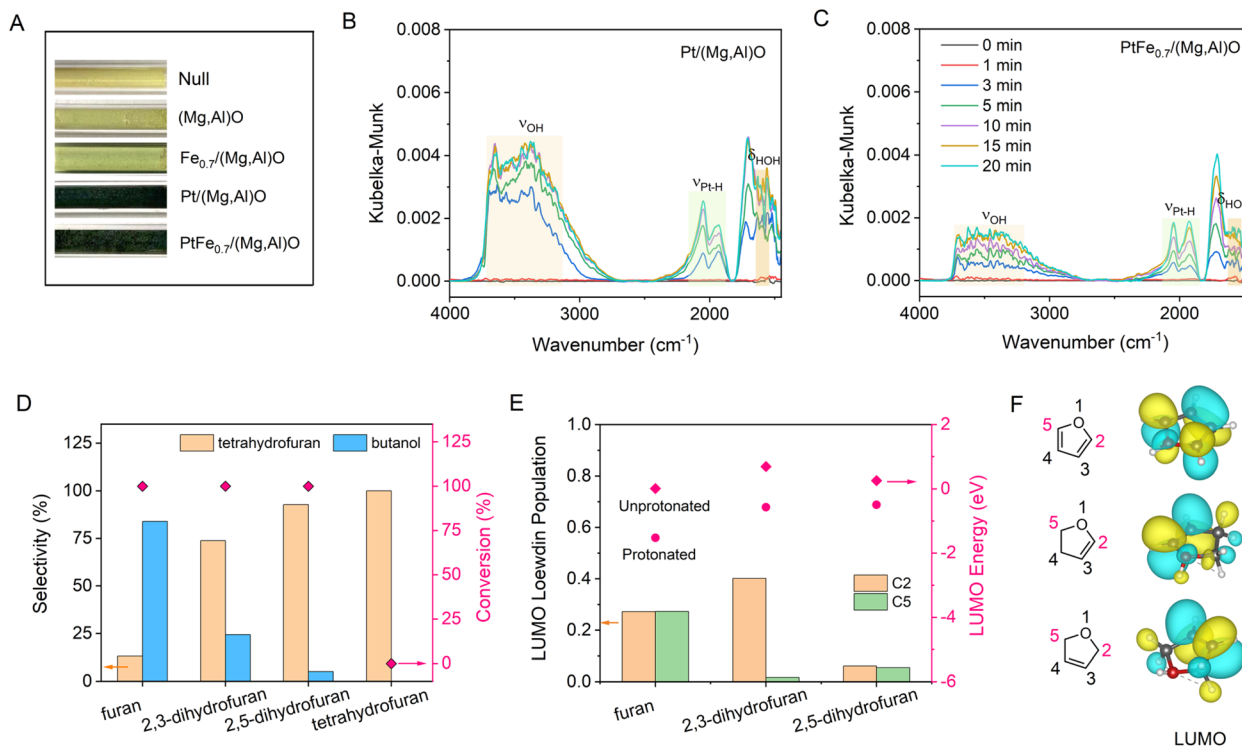 A
Null
(Mg,Al)O
Fe0.7/(Mg,Al)O
Pt/(Mg,Al)O
PtFe0.7/(Mg,Al)O
B
Pt/(Mg,Al)O
νOH
νPt-H
δHOH
0.006
0.004
0.002
0.000
Kubelka-Munk
4000 3000 2000
Wavenumber (cm-1)
C
PtFe0.7/(Mg,Al)O
0 min
1 min
3 min
5 min
10 min
15 min
20 min
νOH
νPt-H
δHO
0.008
0.006
0.004
0.002
0.000
Kubelka-Munk
4000 3000 2000
Wavenumber (cm-1)
D
tetrahydrofuran butanol
125
100
75
50
25
0
Selectivity (%)
125
100
75
50
25
0
Conversion (%)
furan
2,3-dihydrofuran
2,5-dihydrofuran
tetrahydrofuran
E
Unprotonated
Protonated
C2
C5
1.0
0.8
0.6
0.4
0.2
0.0
LUMO Loewdin Population
2
0
-2
-4
-6
LUMO Energy (eV)
furan
2,3-dihydrofuran
2,5-dihydrofuran
F
1
5 O 2
4 3
1
5 O 2
4 3
1
5 O 2
4 3
LUMO